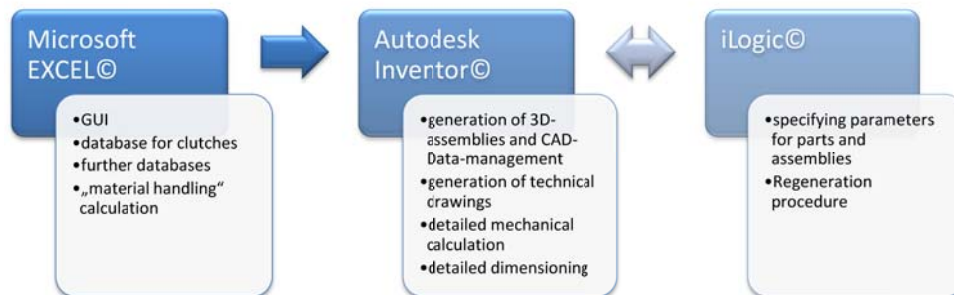 Microsoft
EXCEL©
•GUI
•database for clutches
•further databases
•„material handling“
calculation
Autodesk
Inventor©
•generation of 3D-
assemblies and CAD-
Data-management
•generation of technical
drawings
•detailed mechanical
calculation
•detailed dimensioning
iLogic©
•specifying parameters
for parts and
assemblies
•Regeneration
procedure